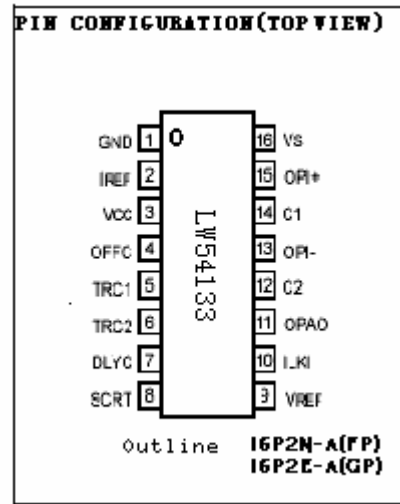 PIN CONFIGURATION(TOP VIEW)
GND 1 16 VS
IREF 2 15 OPI+
VCC 3 14 C1
OFFC 4 13 OPI-
TRC1 5 12 C2
TRC2 6 11 OPAO
DLYC 7 10 ILKI
SCRT 8 9 VREF
LW54133
Outline 16P2N-A(FP)
16P2E-A(GP)